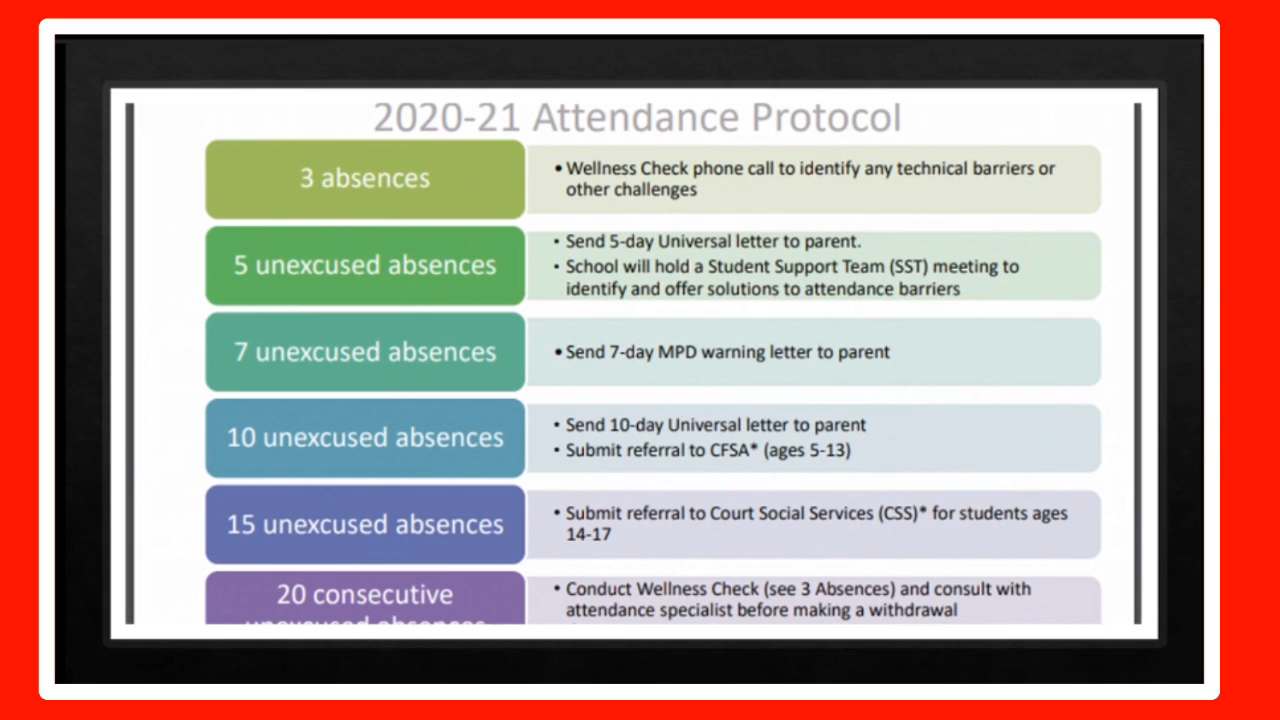 2020-21 Attendance Protocol
3 absences
• Wellness Check phone call to identify any technical barriers or
other challenges
5 unexcused absences
• Send 5-day Universal letter to parent.
• School will hold a Student Support Team (SST) meeting to
identify and offer solutions to attendance barriers
7 unexcused absences
• Send 7-day MPD warning letter to parent
10 unexcused absences
• Send 10-day Universal letter to parent
• Submit referral to CFSA* (ages 5-13)
15 unexcused absences
• Submit referral to Court Social Services (CSS)* for students ages
14-17
20 consecutive
unexcused absences
• Conduct Wellness Check (see 3 Absences) and consult with
attendance specialist before making a withdrawal